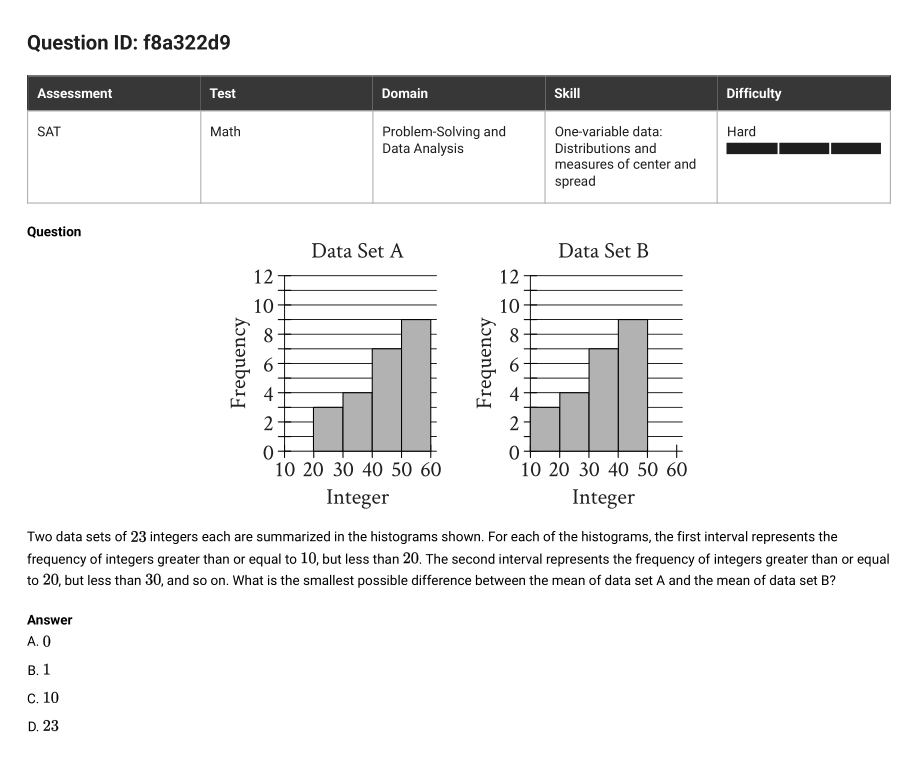 Question ID: f8a322d9
Assessment Test Domain Skill Difficulty
SAT Math Problem-Solving and Data Analysis One-variable data: Distributions and measures of center and spread Hard
Question
Data Set A
12
10
8
6
4
2
0
Frequency
10 20 30 40 50 60
Integer
Data Set B
12
10
8
6
4
2
0
Frequency
10 20 30 40 50 60
Integer
Two data sets of 23 integers each are summarized in the histograms shown. For each of the histograms, the first interval represents the
frequency of integers greater than or equal to 10, but less than 20. The second interval represents the frequency of integers greater than or equal
to 20, but less than 30, and so on. What is the smallest possible difference between the mean of data set A and the mean of data set B?
Answer
A. 0
B. 1
C. 10
D. 23